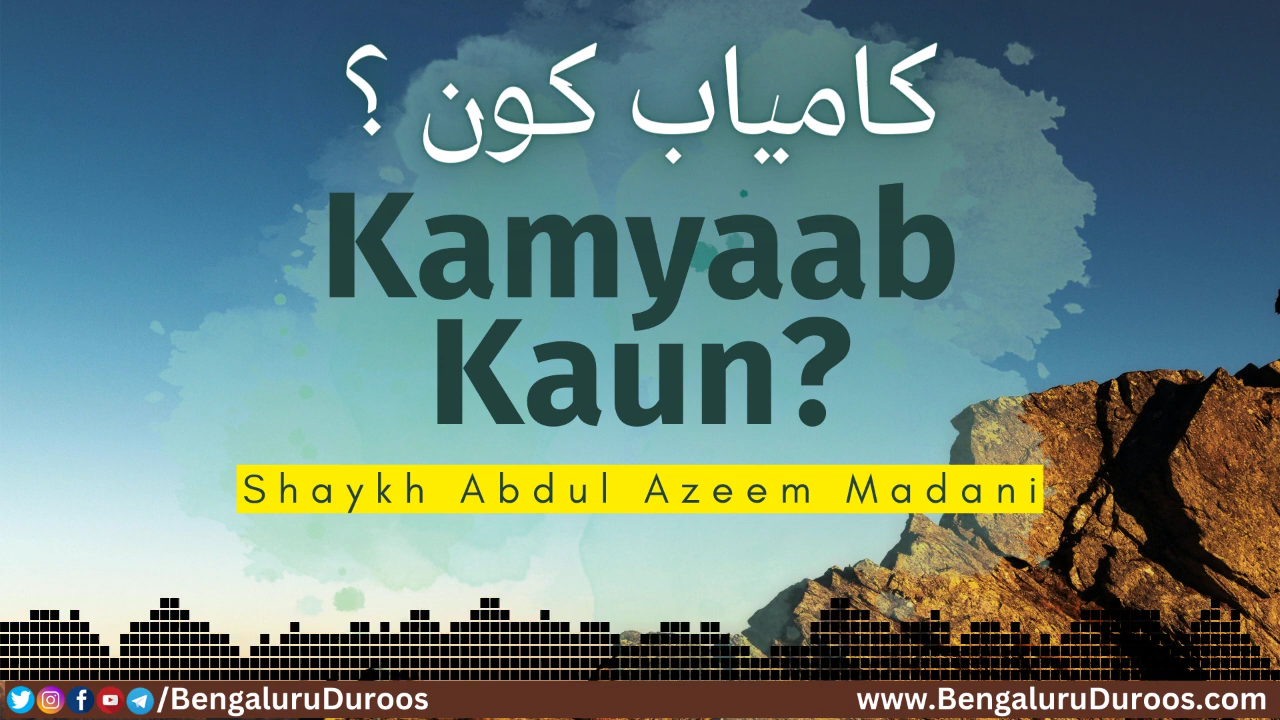 کامیاب کون ؟
Kamyaab
Kaun?
Shaykh Abdul Azeem Madani
/BengaluruDuroos
www.BengaluruDuroos.com